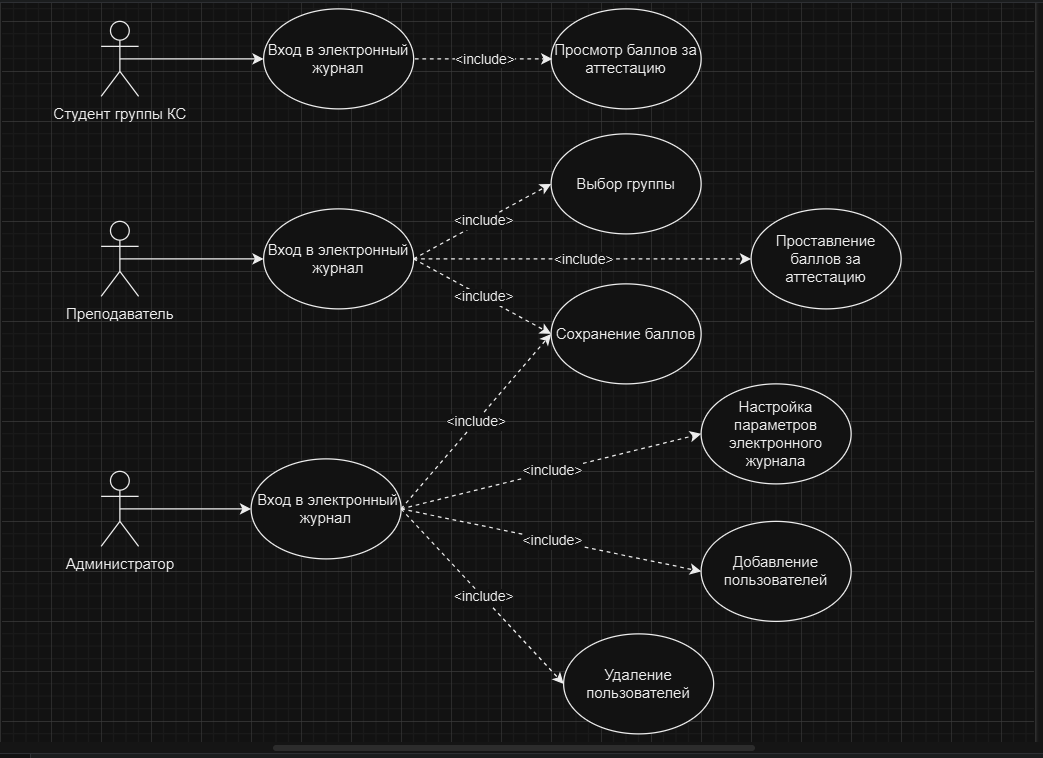 Вход в электронный
журнал
<include>
Просмотр баллов за
аттестацию
Студент группы КС
Выбор группы
<include>
Вход в электронный
журнал
<include>
Проставление
баллов за
аттестацию
<include>
Преподаватель
Сохранение баллов
<include>
Настройка
параметров
электронного
журнала
<include>
Вход в электронный
журнал
<include>
Добавление
пользователей
Администратор
<include>
Удаление
пользователей